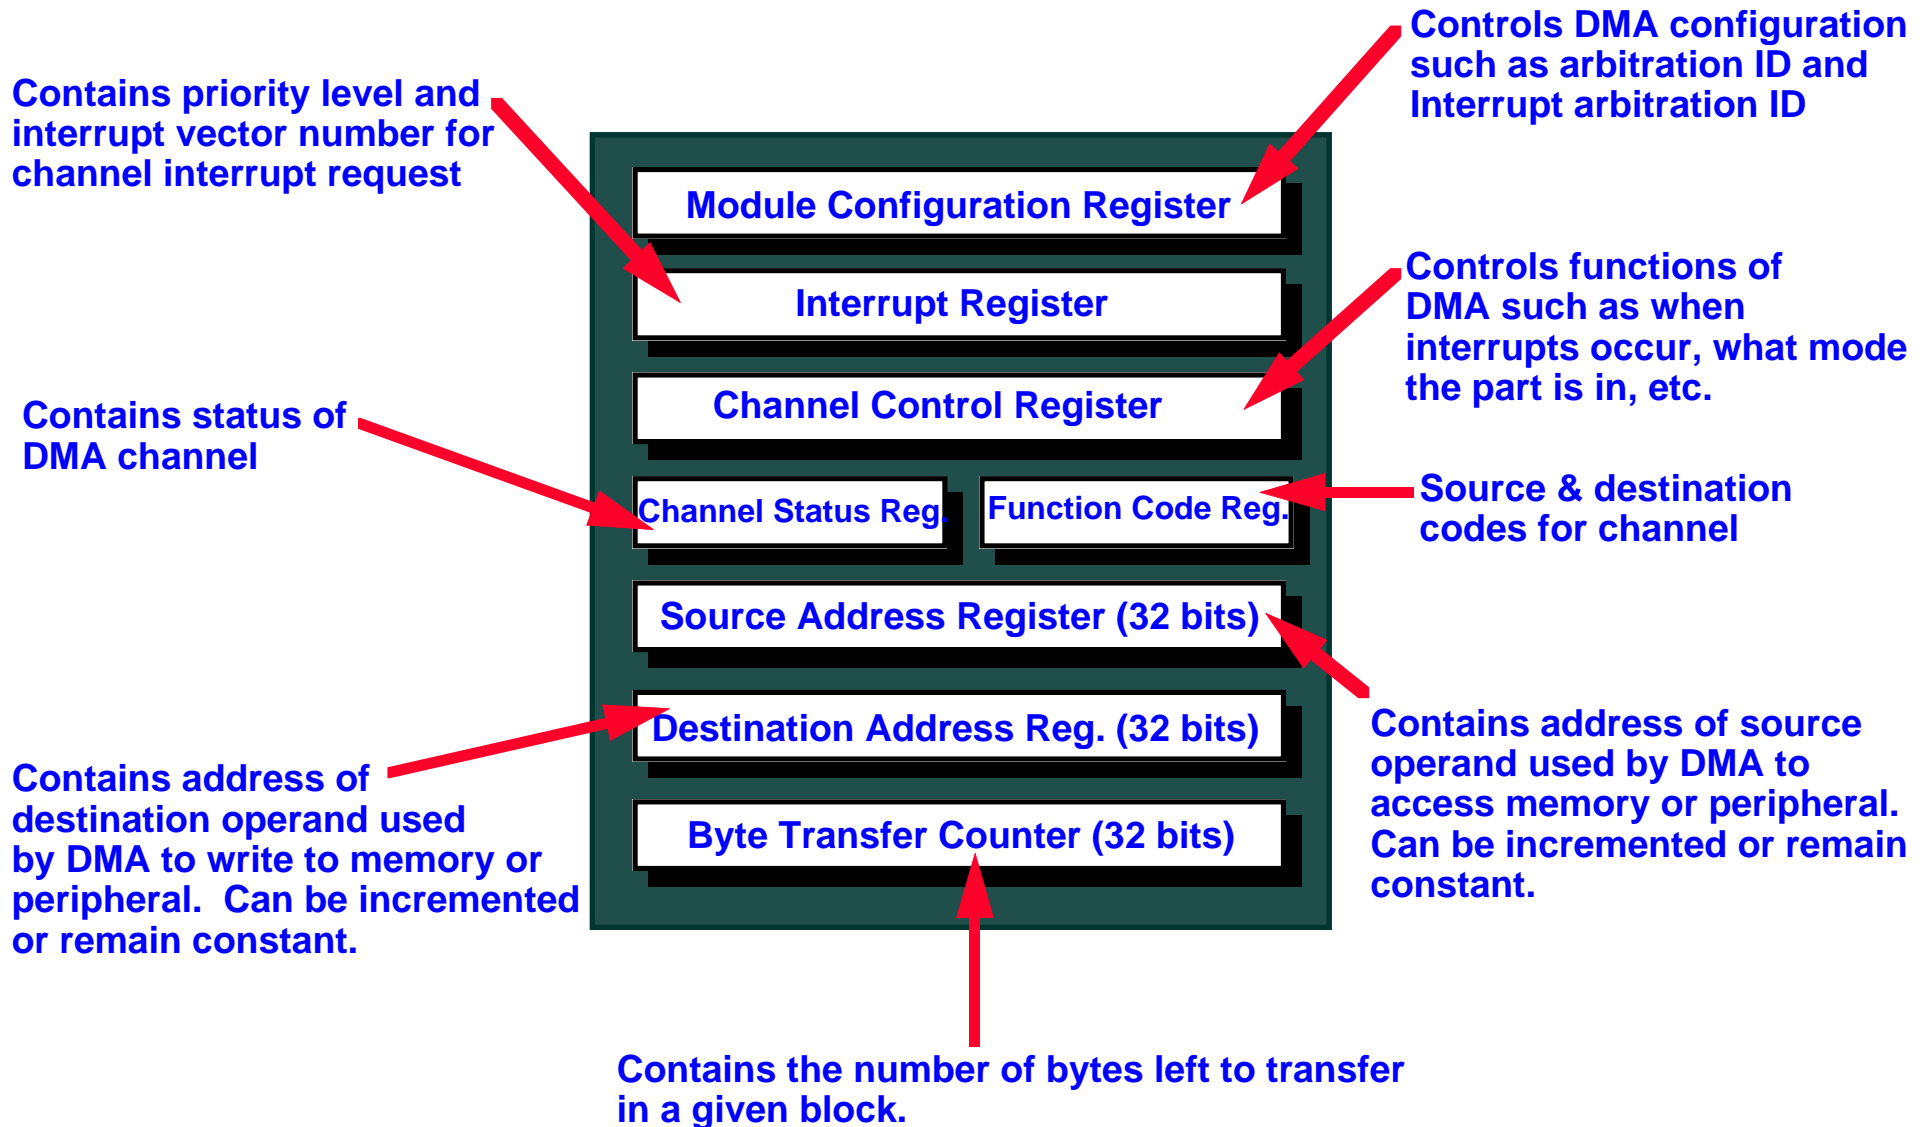 Controls DMA configuration
such as arbitration ID and
Interrupt arbitration ID
Contains priority level and
interrupt vector number for
channel interrupt request
Module Configuration Register
Interrupt Register
Controls functions of
DMA such as when
interrupts occur, what mode
the part is in, etc.
Channel Control Register
Contains status of
DMA channel
Channel Status Reg.
Function Code Reg.
Source & destination
codes for channel
Source Address Register (32 bits)
Destination Address Reg. (32 bits)
Contains address of source
operand used by DMA to
access memory or peripheral.
Can be incremented or remain
constant.
Contains address of
destination operand used
by DMA to write to memory or
peripheral.  Can be incremented
or remain constant.
Byte Transfer Counter (32 bits)
Contains the number of bytes left to transfer
in a given block.